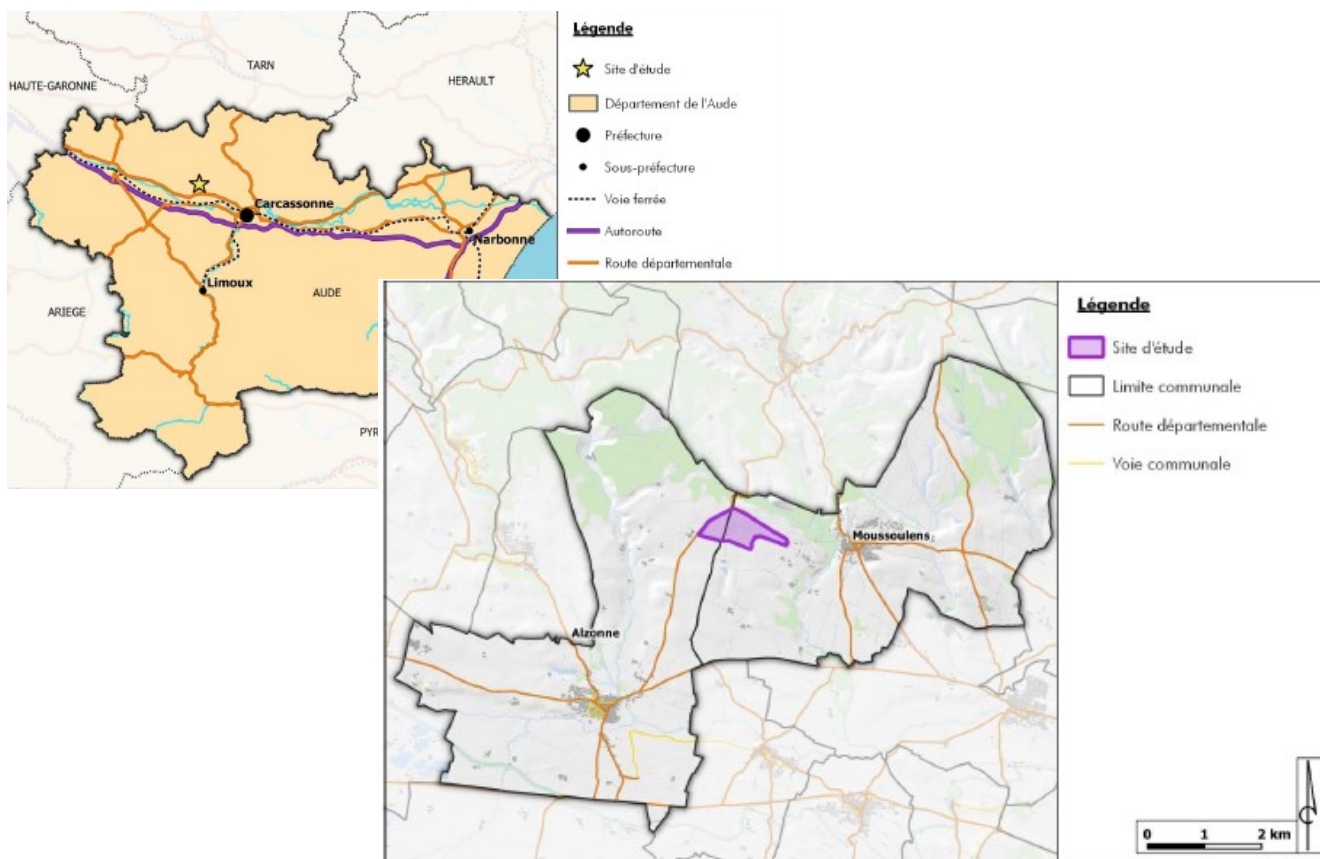 TARN
HAUTE-GARONNE
HERAULT
Carcassonne
Narbonne
Limoux
AUDE
ARIEGE
PYR
Légende
Site d'étude
Département de l'Aude
Préfecture
Sous-préfecture
Voie ferrée
Autoroute
Route départementale
Moussoulens
Alzonne
Légende
Site d'étude
Limite communale
Route départementale
Voie communale
0 1 2 km